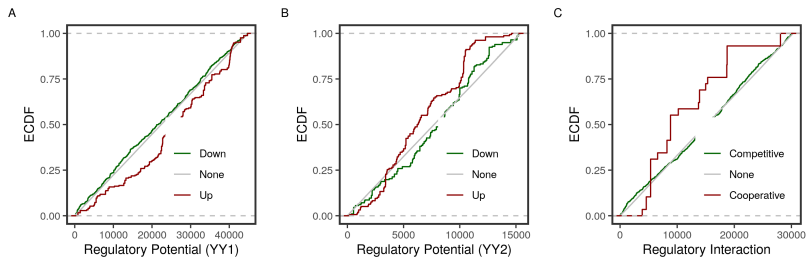 A
B
C
ECDF
1.00
0.75
0.50
0.25
0.00
Down
None
Up
0 10000 20000 30000 40000
Regulatory Potential (YY1)
ECDF
1.00
0.75
0.50
0.25
0.00
Down
None
Up
0 5000 10000 15000
Regulatory Potential (YY2)
ECDF
1.00
0.75
0.50
0.25
0.00
Competitive
None
Cooperative
0 10000 20000 30000
Regulatory Interaction